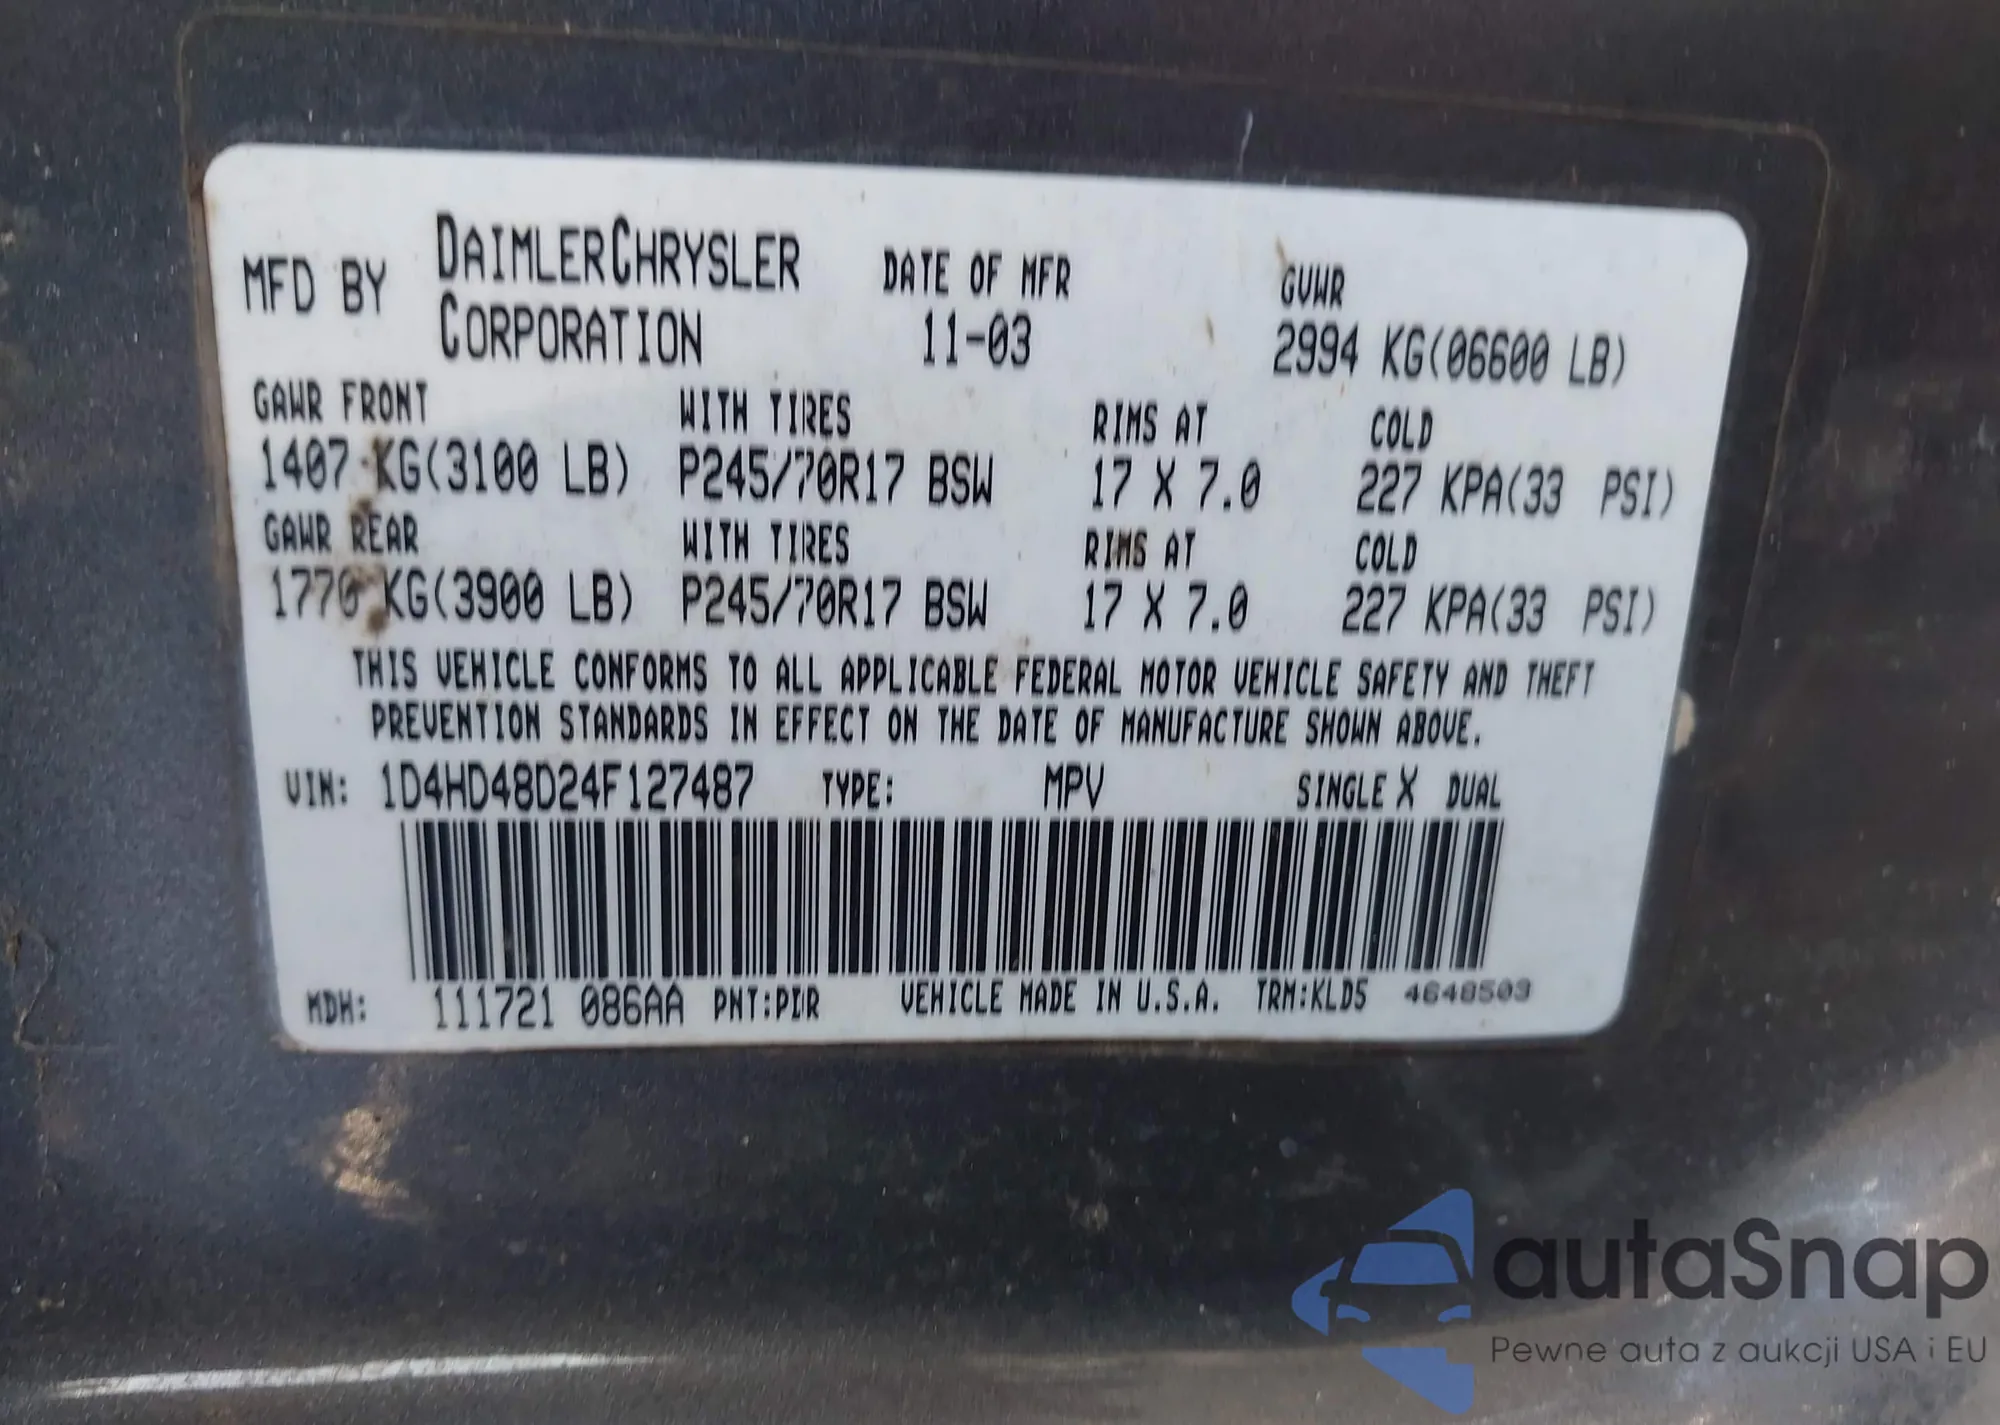 MFD BY DAIMLERCHRYSLER CORPORATION DATE OF MFR 11-03 GVWR 2994 KG(06600 LB)
GAWR FRONT WITH TIRES RIMS AT COLD
1407 KG(3100 LB) P245/70R17 BSW 17 X 7.0 227 KPA(33 PSI)
GAWR REAR WITH TIRES RIMS AT COLD
1770 KG(3900 LB) P245/70R17 BSW 17 X 7.0 227 KPA(33 PSI)
THIS VEHICLE CONFORMS TO ALL APPLICABLE FEDERAL MOTOR VEHICLE SAFETY AND THEFT
PREVENTION STANDARDS IN EFFECT ON THE DATE OF MANUFACTURE SHOWN ABOVE.
VIN: 1D4HD48D24F127487 TYPE: MPV SINGLE X DUAL
MDH: 111721 086AA PNT:PDR VEHICLE MADE IN U.S.A. TRM:KLD5 4648503
autaSnap
Pewne auta z aukcji USA i EU